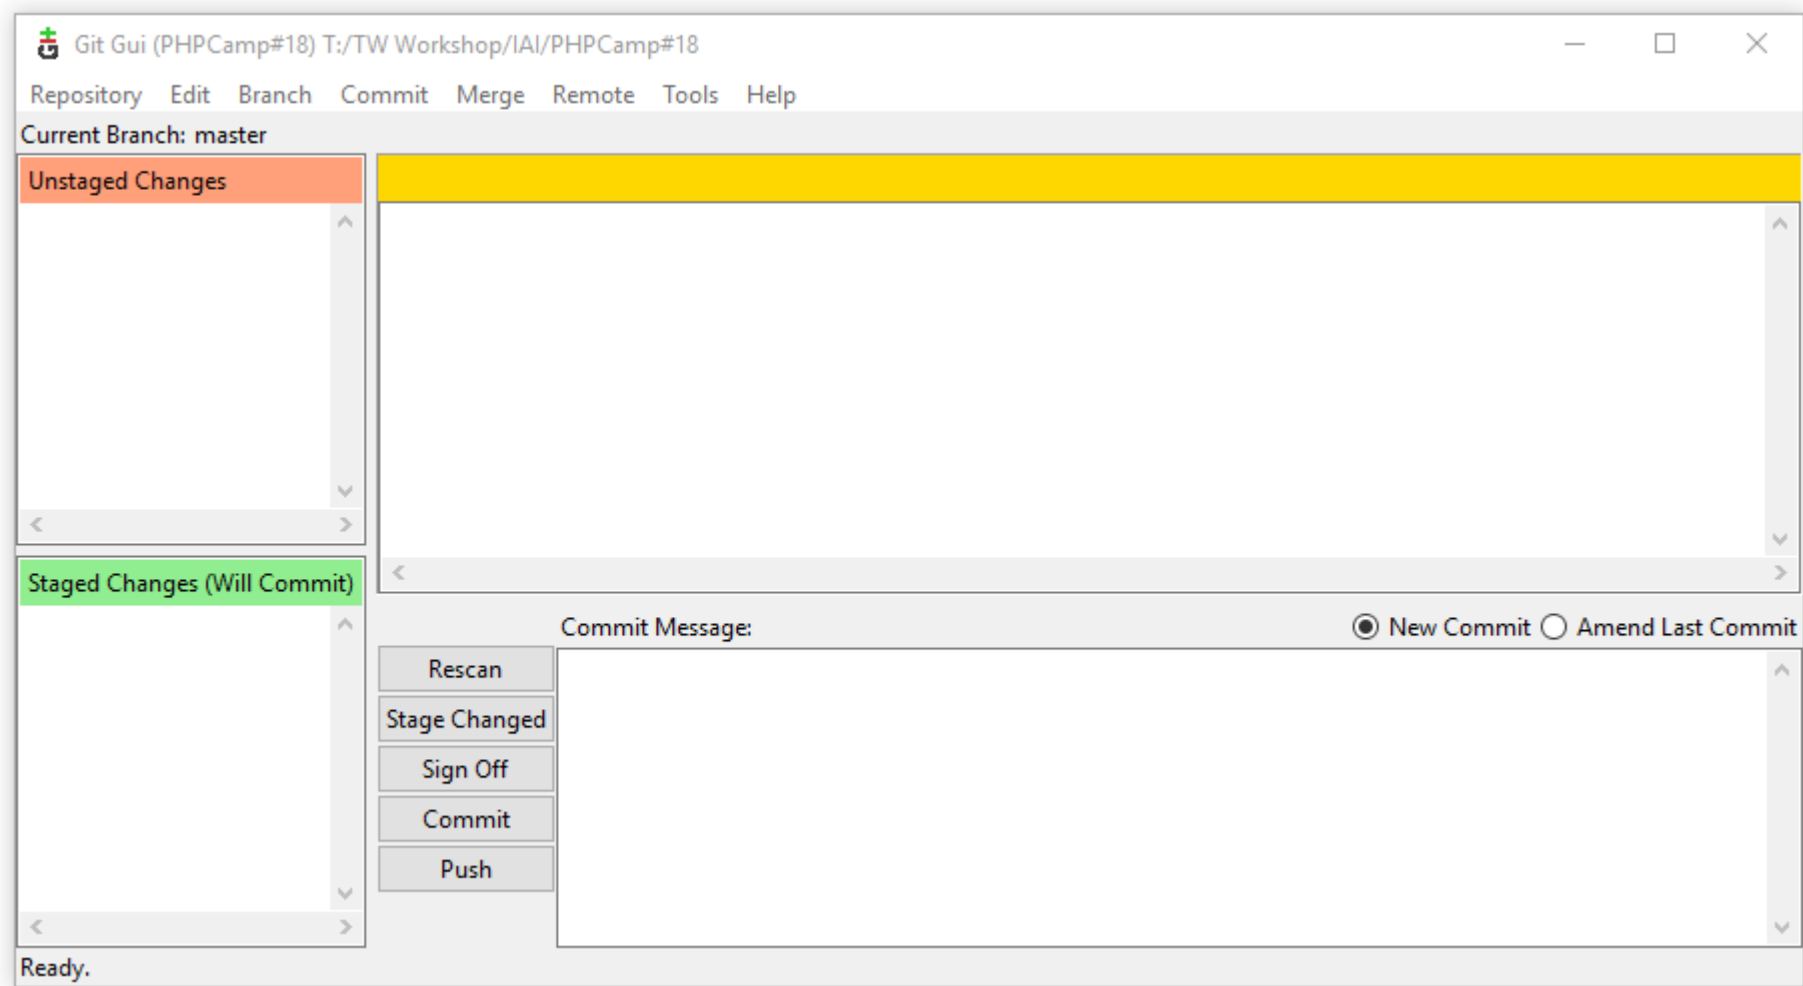 Git Gui (PHPCamp#18) T:/TW Workshop/IAI/PHPCamp#18
Repository Edit Branch Commit Merge Remote Tools Help
Current Branch: master
Unstaged Changes
Staged Changes (Will Commit)
Commit Message:
New Commit Amend Last Commit
Rescan
Stage Changed
Sign Off
Commit
Push
Ready.